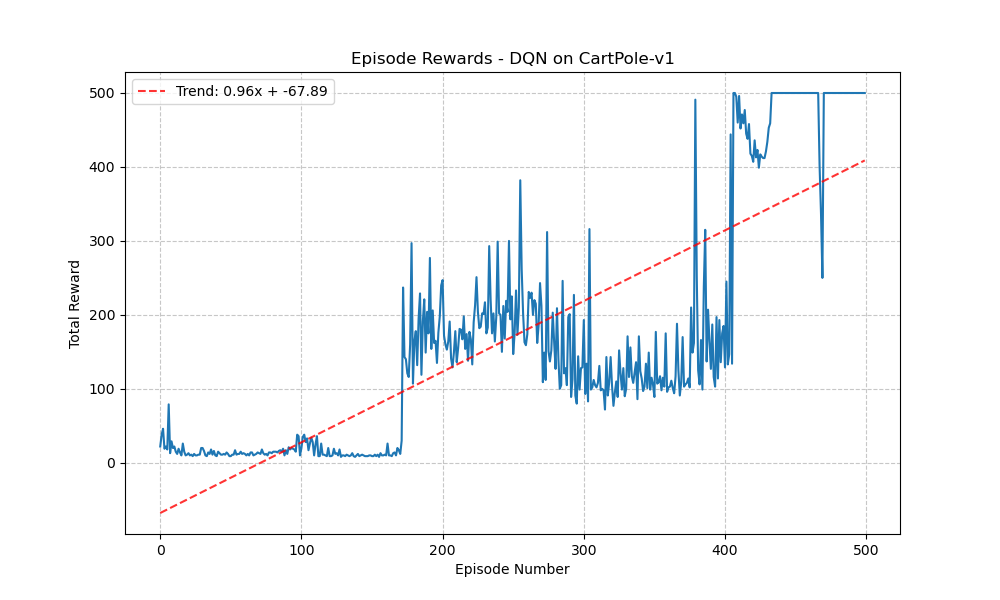 Episode Rewards - DQN on CartPole-v1
Trend: 0.96x + -67.89
Total Reward
500
400
300
200
100
0
0 100 200 300 400 500
Episode Number